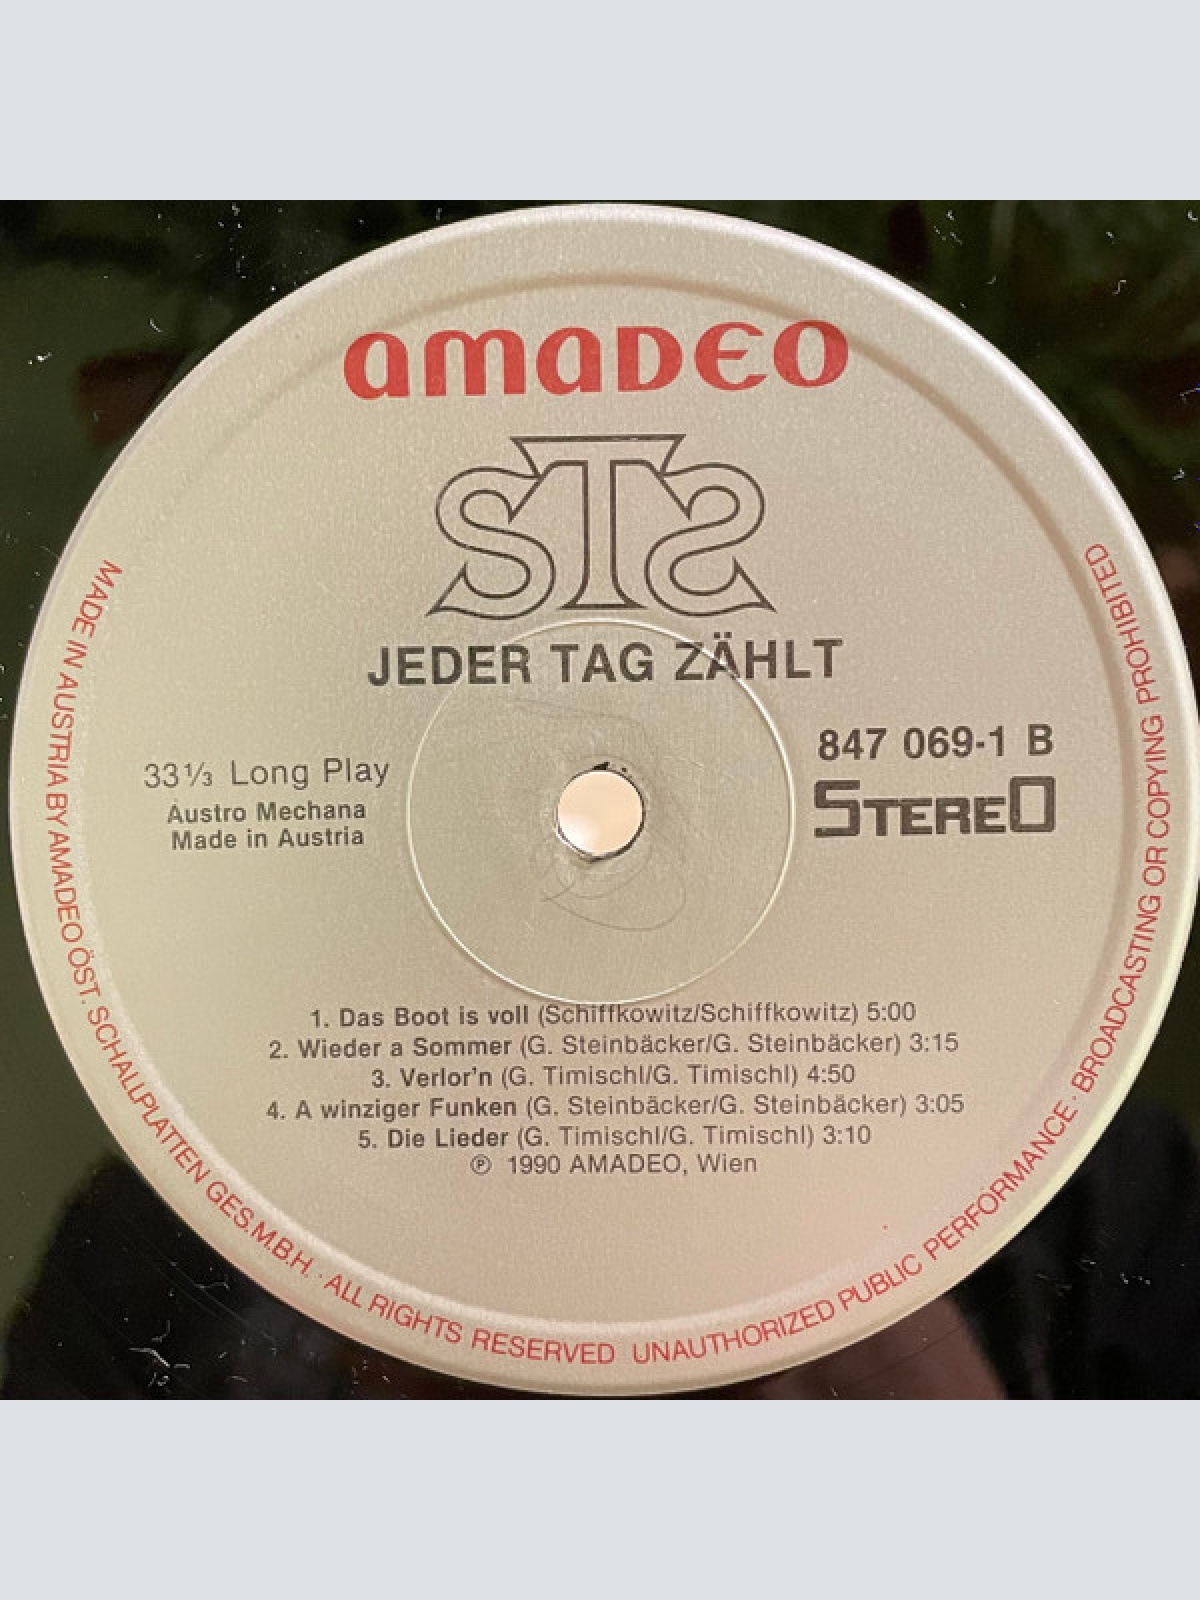 amadeo
STS
JEDER TAG ZÄHLT
847 069-1 B
STEREO
33 1/3 Long Play
Austro Mechana
Made in Austria
1. Das Boot is voll (Schiffkowitz/Schiffkowitz) 5:00
2. Wieder a Sommer (G. Steinbäcker/G. Steinbäcker) 3:15
3. Verlor'n (G. Timischl/G. Timischl) 4:50
4. A winziger Funken (G. Steinbäcker/G. Steinbäcker) 3:05
5. Die Lieder (G. Timischl/G. Timischl) 3:10
℗ 1990 AMADEO, Wien
MADE IN AUSTRIA BY AMADEO ÖST. SCHALLPLATTEN GES.M.B.H. · ALL RIGHTS RESERVED UNAUTHORIZED PUBLIC PERFORMANCE · BROADCASTING OR COPYING PROHIBITED